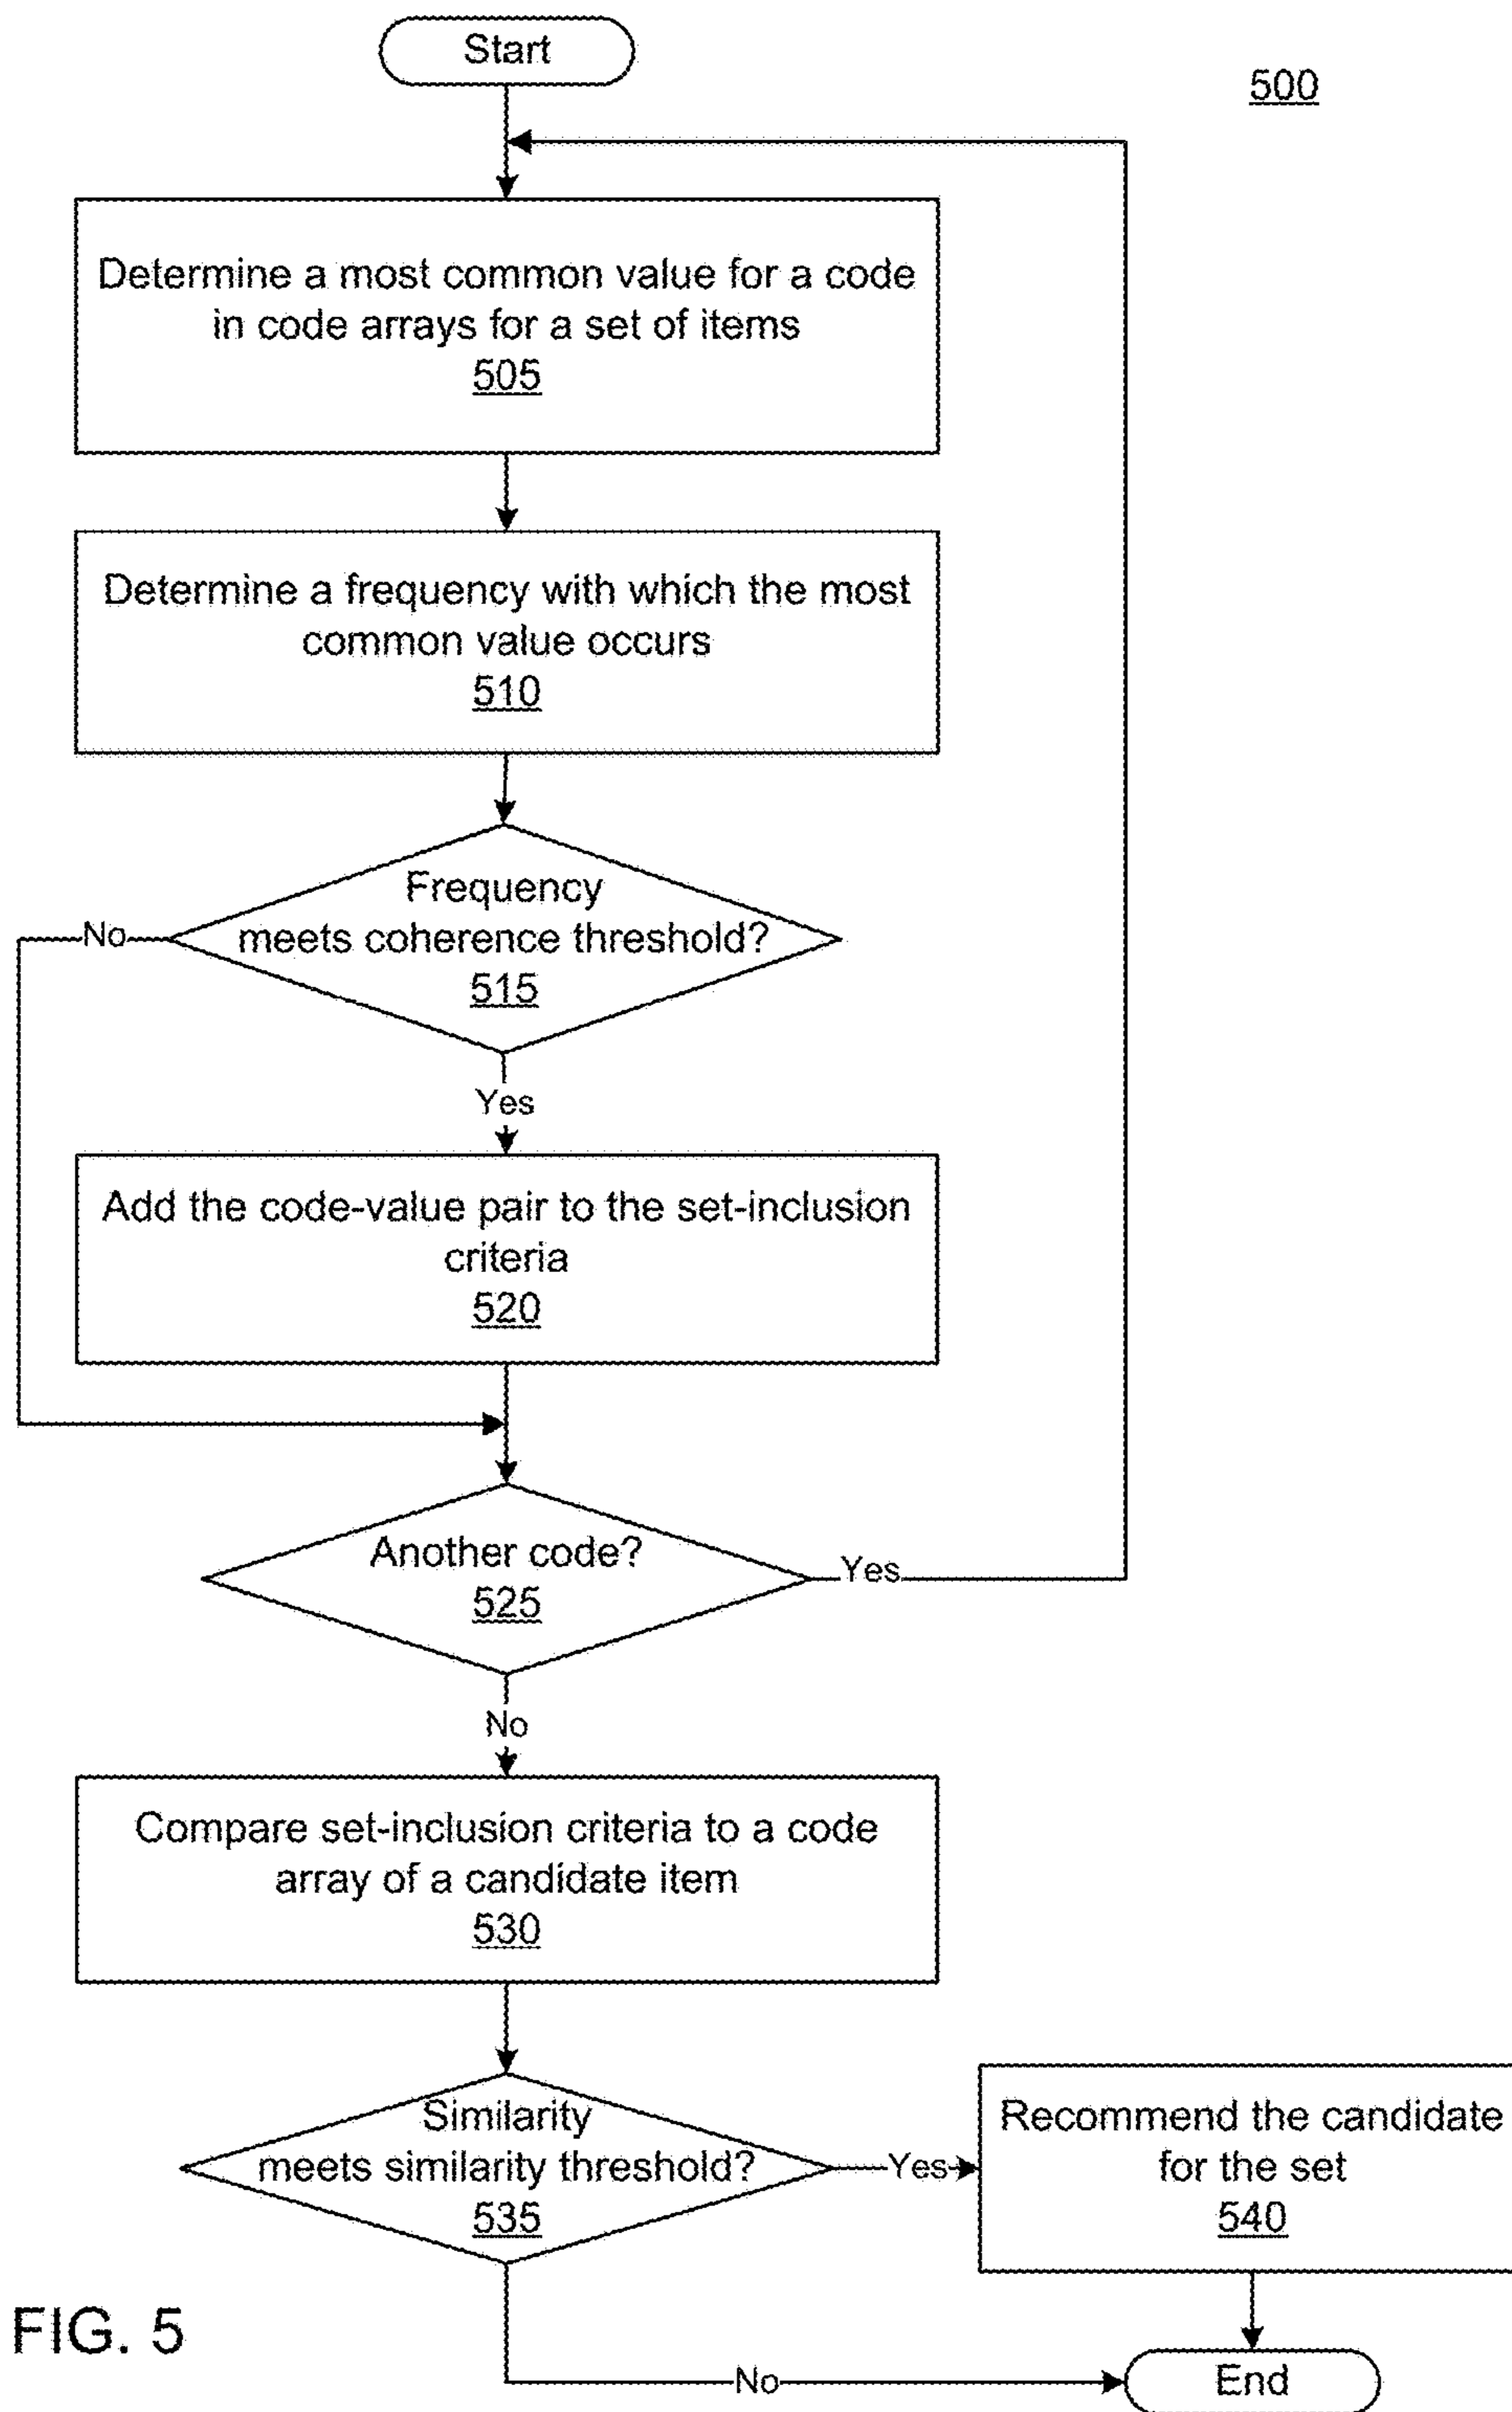 Start
500
Determine a most common value for a code
in code arrays for a set of items
505
Determine a frequency with which the most
common value occurs
510
Frequency
meets coherence threshold?
515
No
Yes
Add the code-value pair to the set-inclusion
criteria
520
Another code?
525
Yes
No
Compare set-inclusion criteria to a code
array of a candidate item
530
Similarity
meets similarity threshold?
535
Yes
Recommend the candidate
for the set
540
No
End
FIG. 5